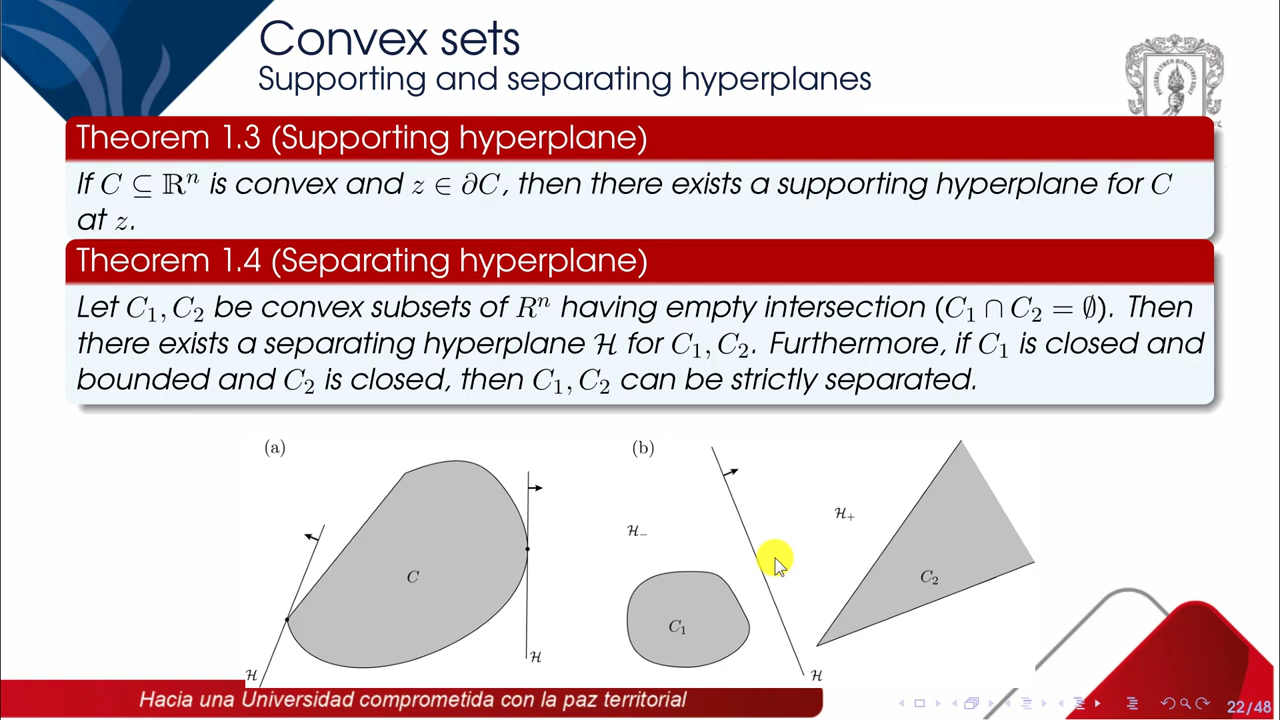 Convex sets
Supporting and separating hyperplanes
Theorem 1.3 (Supporting hyperplane)
If C ⊆ ℝⁿ is convex and z ∈ ∂C, then there exists a supporting hyperplane for C
at z.
Theorem 1.4 (Separating hyperplane)
Let C₁, C₂ be convex subsets of Rⁿ having empty intersection (C₁ ∩ C₂ = ∅). Then
there exists a separating hyperplane ℋ for C₁, C₂. Furthermore, if C₁ is closed and
bounded and C₂ is closed, then C₁, C₂ can be strictly separated.
(a)
C
ℋ
ℋ
(b)
ℋ₋
ℋ₊
C₁
C₂
ℋ
Hacia una Universidad comprometida con la paz territorial
22/48